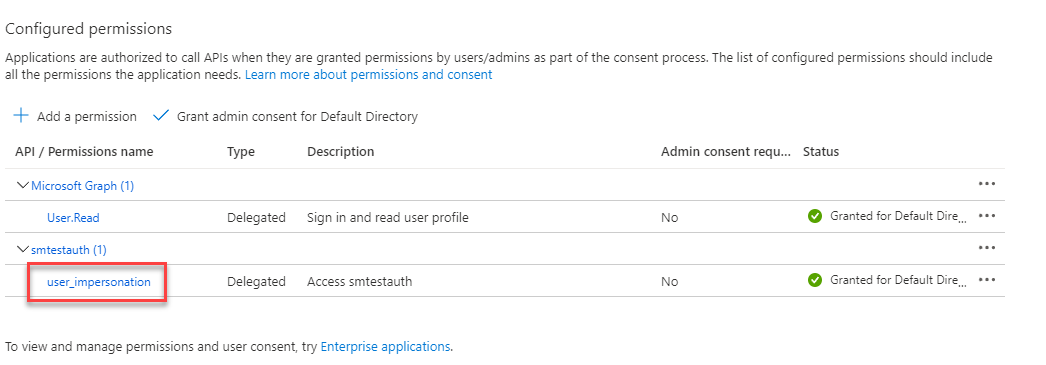 Configured permissions
Applications are authorized to call APIs when they are granted permissions by users/admins as part of the consent process. The list of configured permissions should include
all the permissions the application needs. Learn more about permissions and consent
Add a permission Grant admin consent for Default Directory
API / Permissions name Type Description Admin consent requ... Status
Microsoft Graph (1) •••
User.Read Delegated Sign in and read user profile No Granted for Default Dire... •••
smtestauth (1) •••
user_impersonation Delegated Access smtestauth No Granted for Default Dire... •••
To view and manage permissions and user consent, try Enterprise applications.